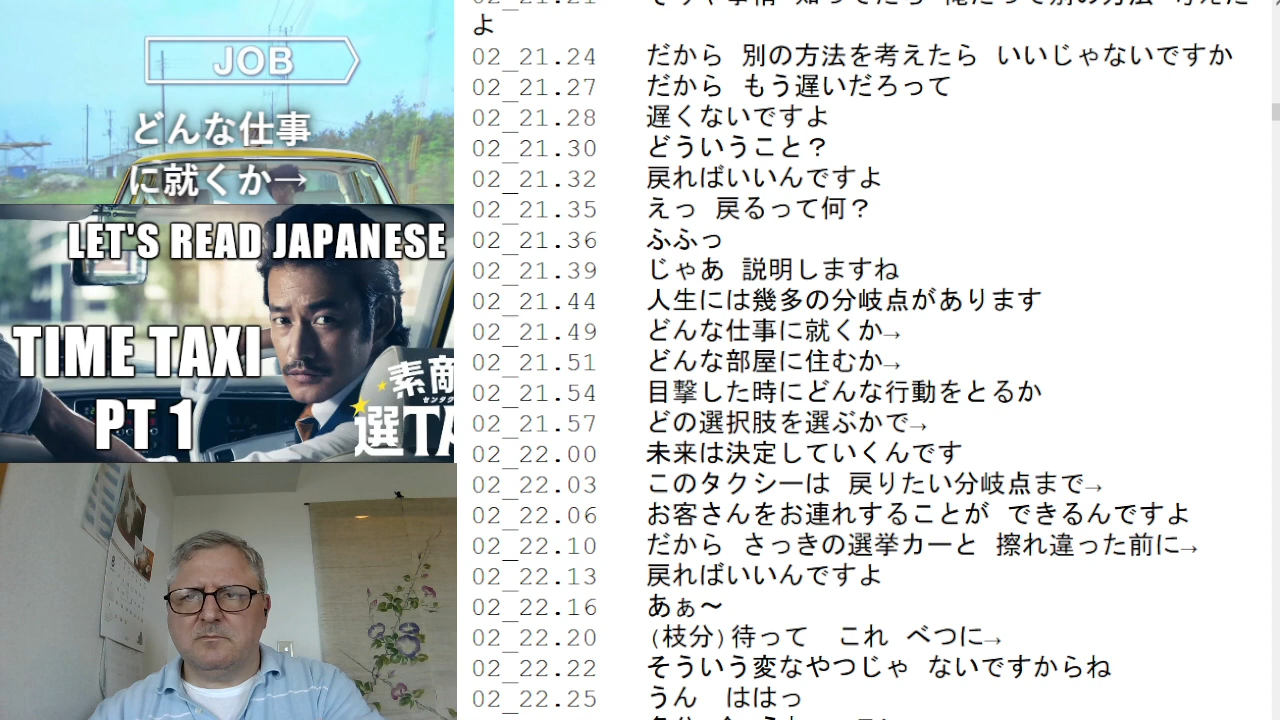 JOB
どんな仕事
に就くか→
LET'S READ JAPANESE
TIME TAXI
PT 1
素敵
センタク
選TA
よ
02_21.24 だから 別の方法を考えたら いいじゃないですか
02_21.27 だから もう遅いだろって
02_21.28 遅くないですよ
02_21.30 どういうこと？
02_21.32 戻ればいいんですよ
02_21.35 えっ 戻るって何？
02_21.36 ふふっ
02_21.39 じゃあ 説明しますね
02_21.44 人生には幾多の分岐点があります
02_21.49 どんな仕事に就くか→
02_21.51 どんな部屋に住むか→
02_21.54 目撃した時にどんな行動をとるか
02_21.57 どの選択肢を選ぶかで→
02_22.00 未来は決定していくんです
02_22.03 このタクシーは 戻りたい分岐点まで→
02_22.06 お客さんをお連れすることが できるんですよ
02_22.10 だから さっきの選挙カーと 擦れ違った前に→
02_22.13 戻ればいいんですよ
02_22.16 あぁ～
02_22.20 (枝分)待って これ べつに→
02_22.22 そういう変なやつじゃ ないですからね
02_22.25 うん ははっ